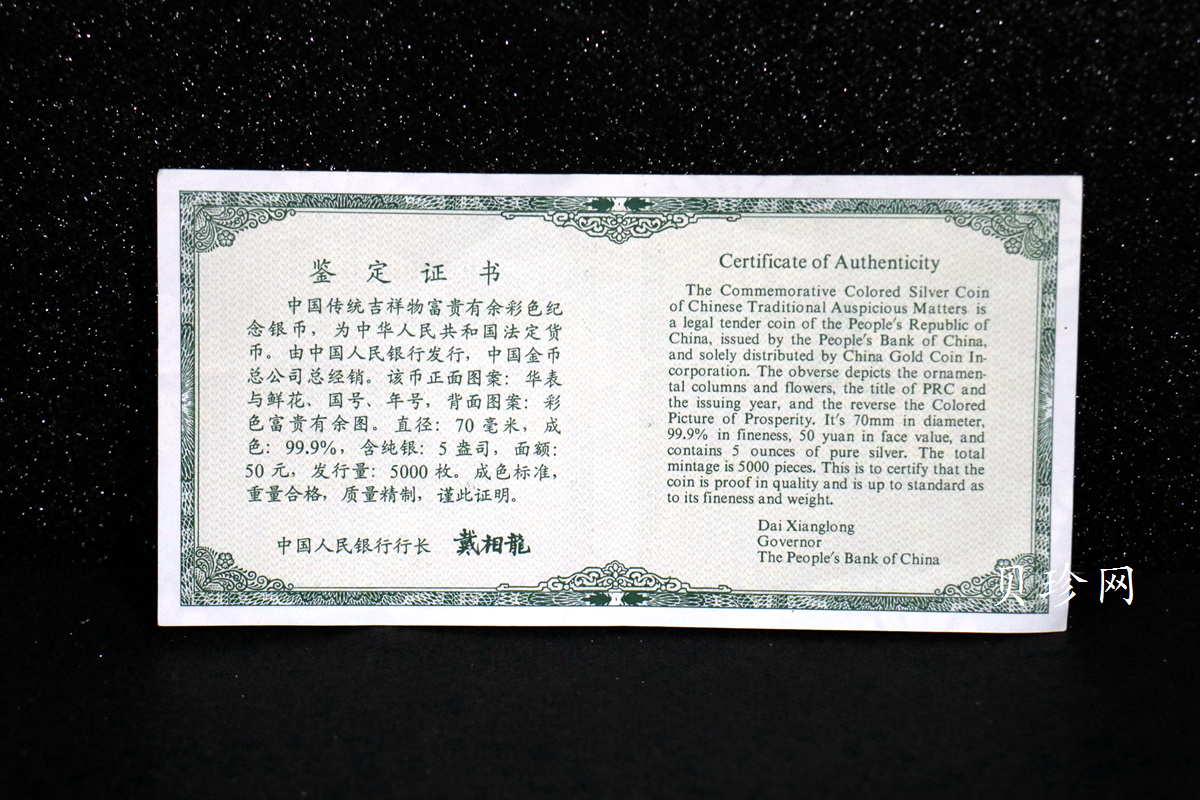 鉴定证书
中国传统吉祥物富贵有余彩色纪
念银币，为中华人民共和国法定货
币。由中国人民银行发行，中国金币
总公司总经销。该币正面图案：华表
与鲜花、国号、年号，背面图案：彩
色富贵有余图。直径：70毫米，成
色：99.9%，含纯银：5盎司，面额：
50元，发行量：5000枚。成色标准，
重量合格，质量精制，谨此证明。
中国人民银行行长 戴相龍
Certificate of Authenticity
The Commemorative Colored Silver Coin
of Chinese Traditional Auspicious Matters is
a legal tender coin of the People's Republic of
China, issued by the People's Bank of China,
and solely distributed by China Gold Coin In-
corporation. The obverse depicts the ornamen-
tal columns and flowers, the title of PRC and
the issuing year, and the reverse the Colored
Picture of Prosperity. It's 70mm in diameter,
99.9% in fineness, 50 yuan in face value, and
contains 5 ounces of pure silver. The total
mintage is 5000 pieces. This is to certify that the
coin is proof in quality and is up to standard as
to its fineness and weight.
Dai Xianglong
Governor
The People's Bank of China
贝珍网